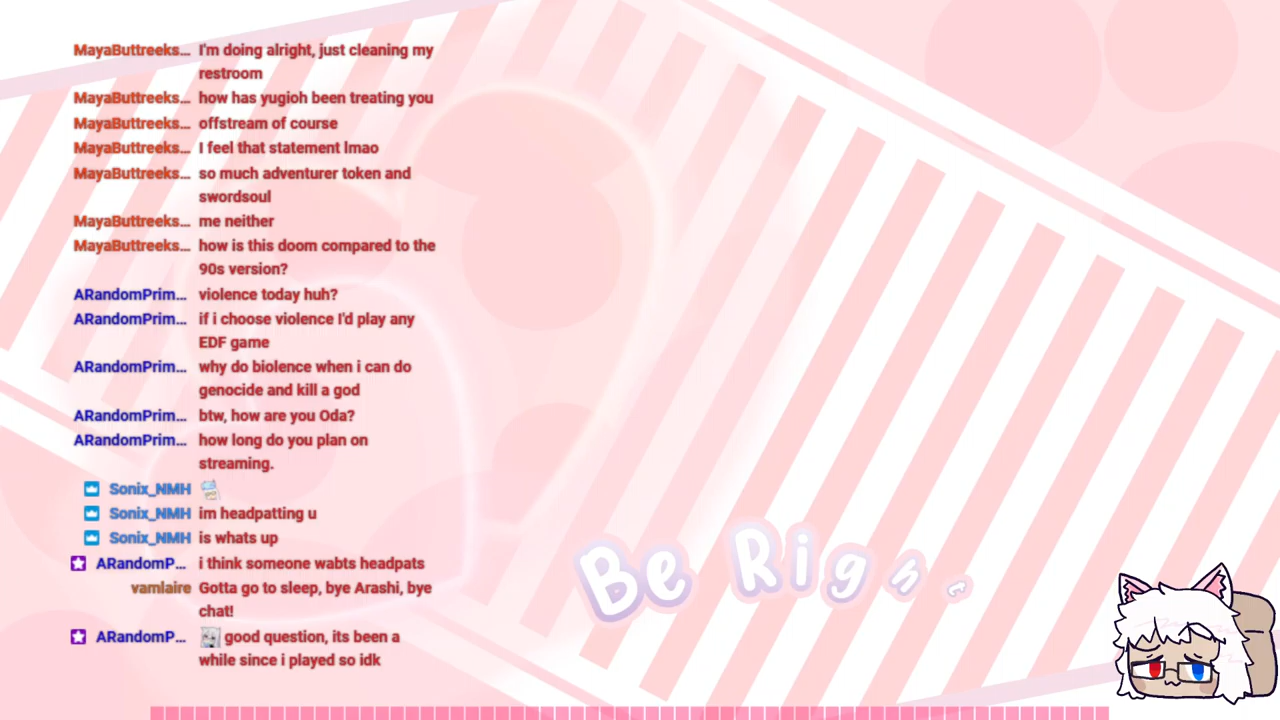 MayaButtreeks... I'm doing alright, just cleaning my
restroom
MayaButtreeks... how has yugioh been treating you
MayaButtreeks... offstream of course
MayaButtreeks... I feel that statement lmao
MayaButtreeks... so much adventurer token and
swordsoul
MayaButtreeks... me neither
MayaButtreeks... how is this doom compared to the
90s version?
ARandomPrim... violence today huh?
ARandomPrim... if i choose violence I'd play any
EDF game
ARandomPrim... why do biolence when i can do
genocide and kill a god
ARandomPrim... btw, how are you Oda?
ARandomPrim... how long do you plan on
streaming.
Sonix_NMH
Sonix_NMH im headpatting u
Sonix_NMH is whats up
ARandomP... i think someone wabts headpats
vamlaire Gotta go to sleep, bye Arashi, bye
chat!
ARandomP... good question, its been a
while since i played so idk
Be Right